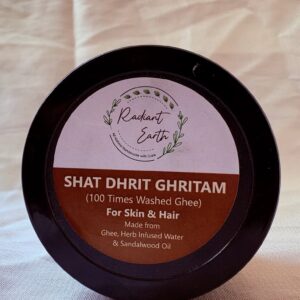 Radiant
Earth
SHAT DHRIT GHRITAM
(100 Times Washed Ghee)
For Skin & Hair
Made from
Ghee, Herb Infused Water
& Sandalwood Oil